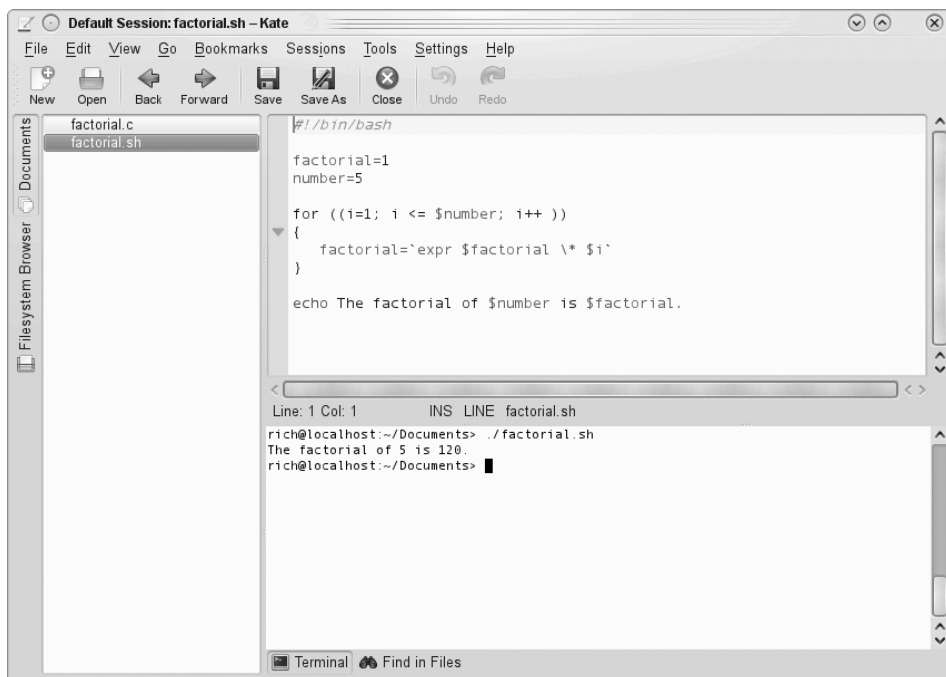 Default Session: factorial.sh – Kate
File Edit View Go Bookmarks Sessions Tools Settings Help
New Open Back Forward Save Save As Close Undo Redo
Documents
Filesystem Browser
factorial.c
factorial.sh
#!/bin/bash
factorial=1
number=5
for ((i=1; i <= $number; i++ ))
{
factorial=`expr $factorial \* $i`
}
echo The factorial of $number is $factorial.
Line: 1 Col: 1 INS LINE factorial.sh
rich@localhost:~/Documents> ./factorial.sh
The factorial of 5 is 120.
rich@localhost:~/Documents>
Terminal Find in Files